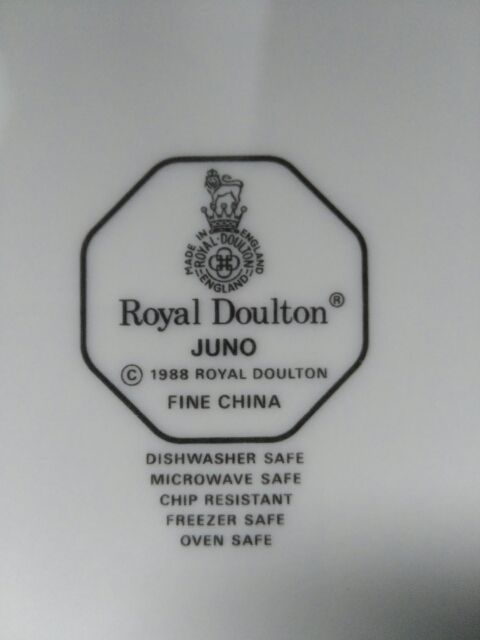 MADE IN ENGLAND
ROYAL·DOULTON
ENGLAND
Royal Doulton®
JUNO
© 1988 ROYAL DOULTON
FINE CHINA
DISHWASHER SAFE
MICROWAVE SAFE
CHIP RESISTANT
FREEZER SAFE
OVEN SAFE